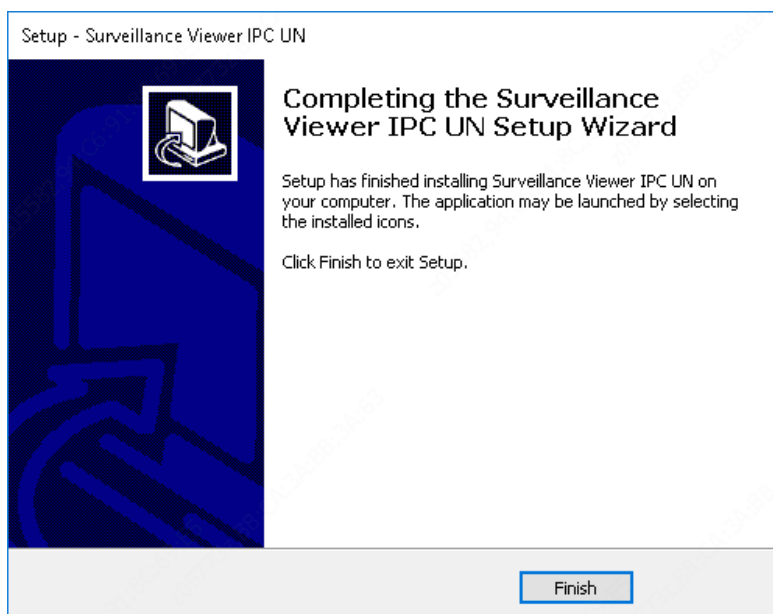 Setup - Surveillance Viewer IPC UN
Completing the Surveillance
Viewer IPC UN Setup Wizard
Setup has finished installing Surveillance Viewer IPC UN on
your computer. The application may be launched by selecting
the installed icons.
Click Finish to exit Setup.
Finish